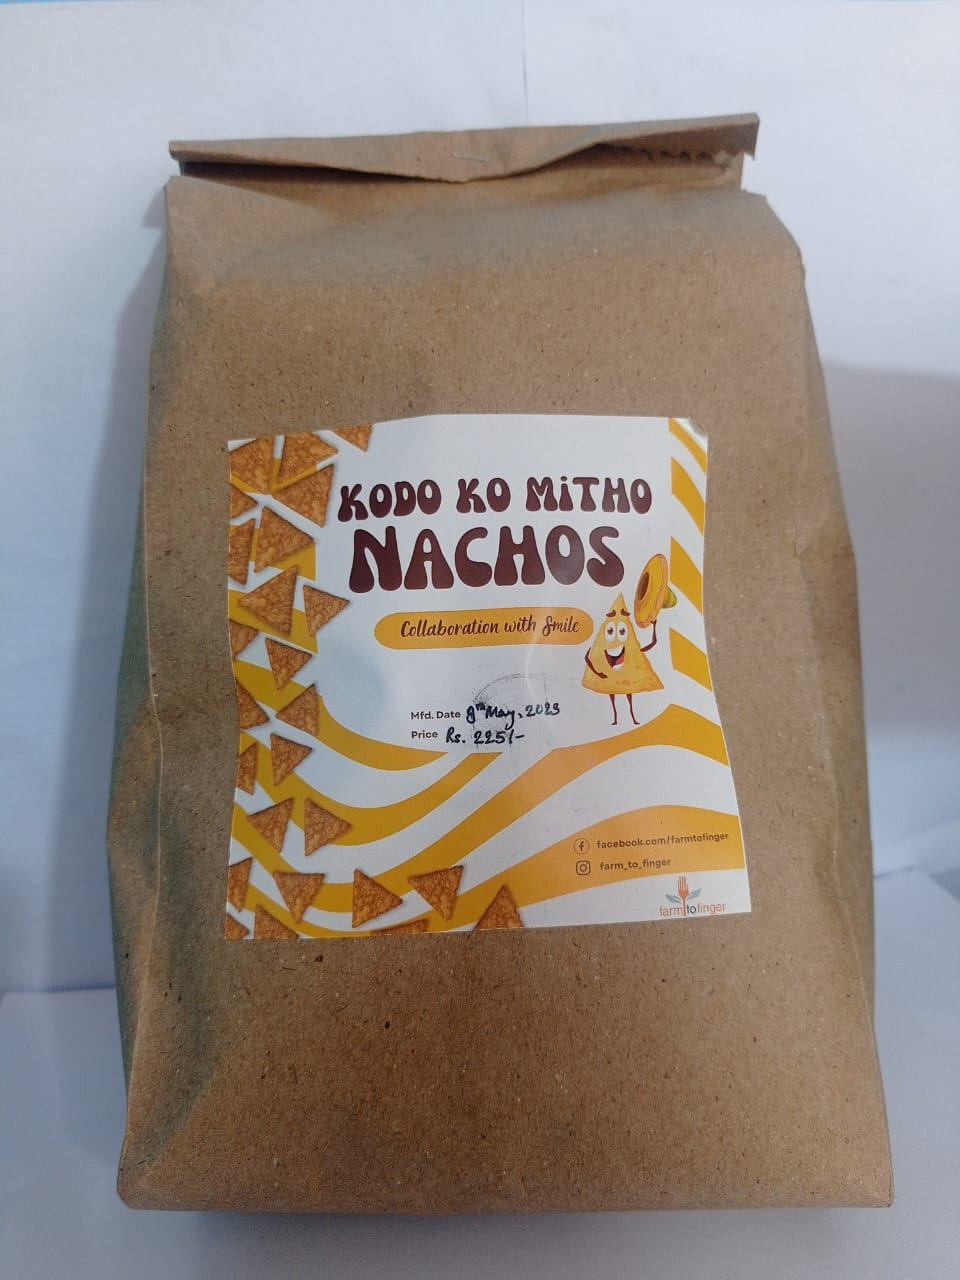 KODO KO MiTHO
NACHOS
Collaboration with Smile
Mfd. Date 8th May, 2023
Price Rs. 225/-
facebook.com/farmtofinger
farm_to_finger
farmtofinger